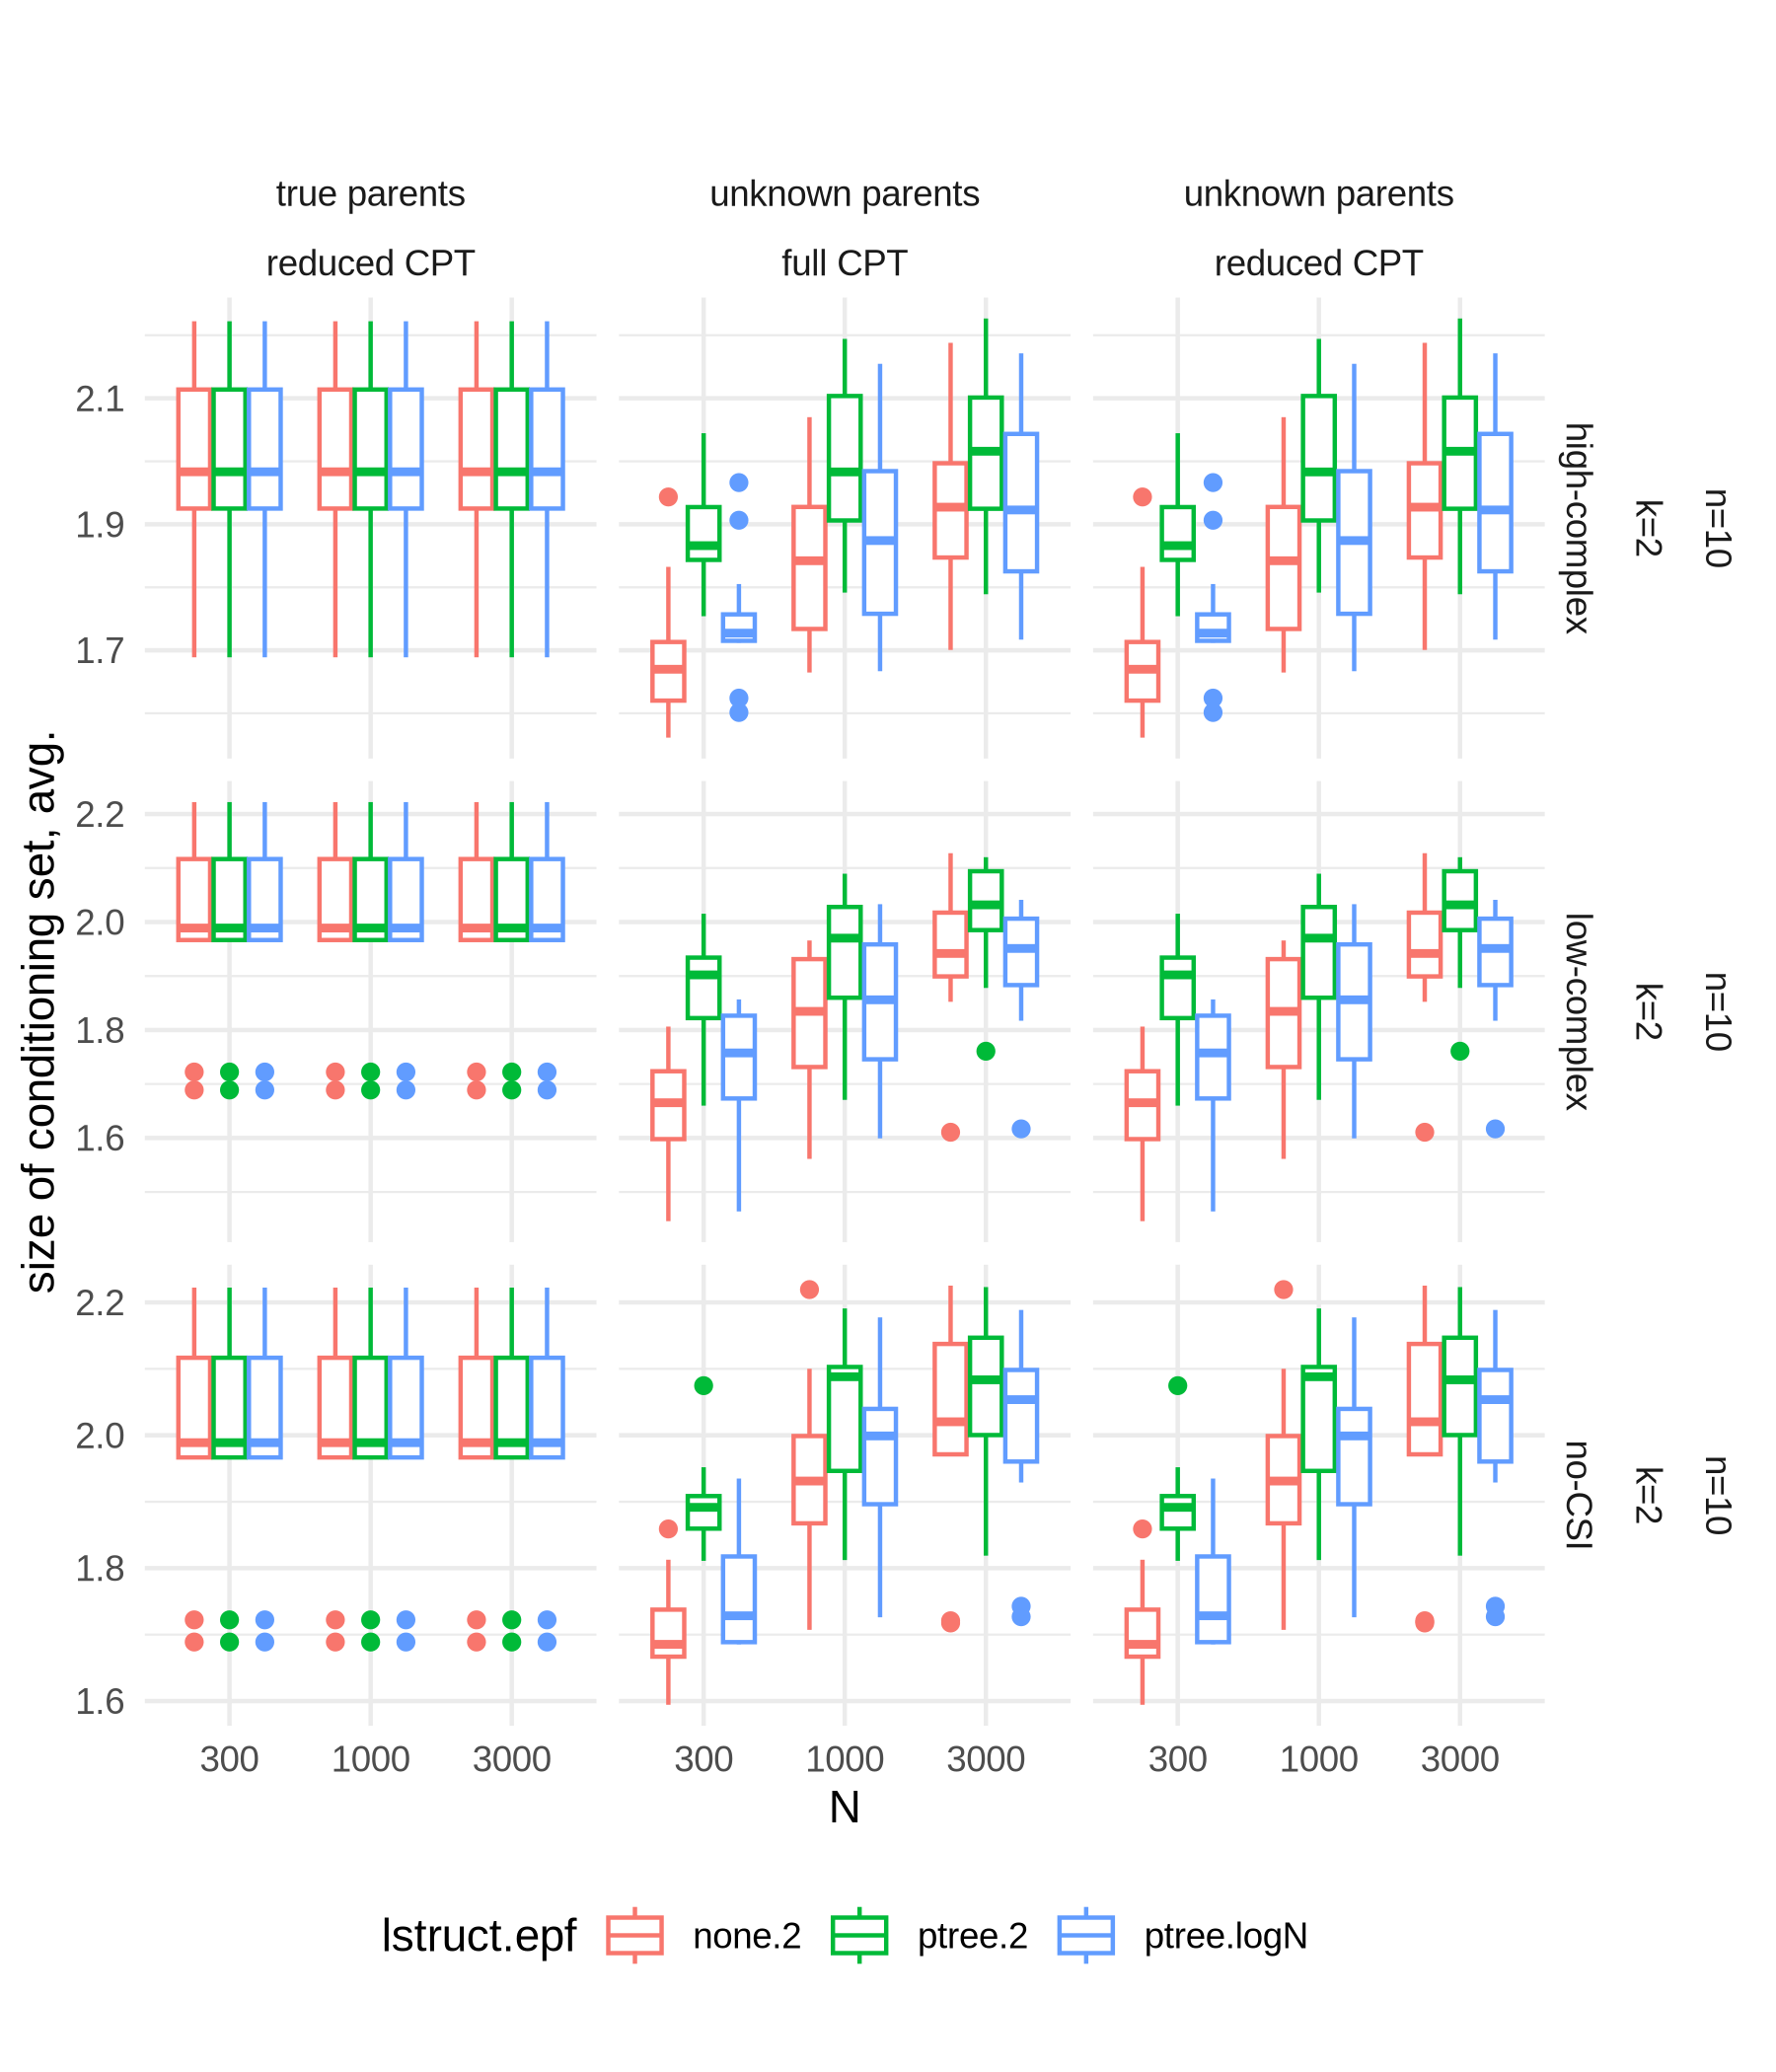 true parents
unknown parents
unknown parents
reduced CPT
full CPT
reduced CPT
2.1
1.9
1.7
high-complex
k=2
n=10
2.2
2.0
1.8
1.6
low-complex
k=2
n=10
2.2
2.0
1.8
1.6
no-CSI
k=2
n=10
size of conditioning set, avg.
300 1000 3000
300 1000 3000
300 1000 3000
N
lstruct.epf none.2 ptree.2 ptree.logN